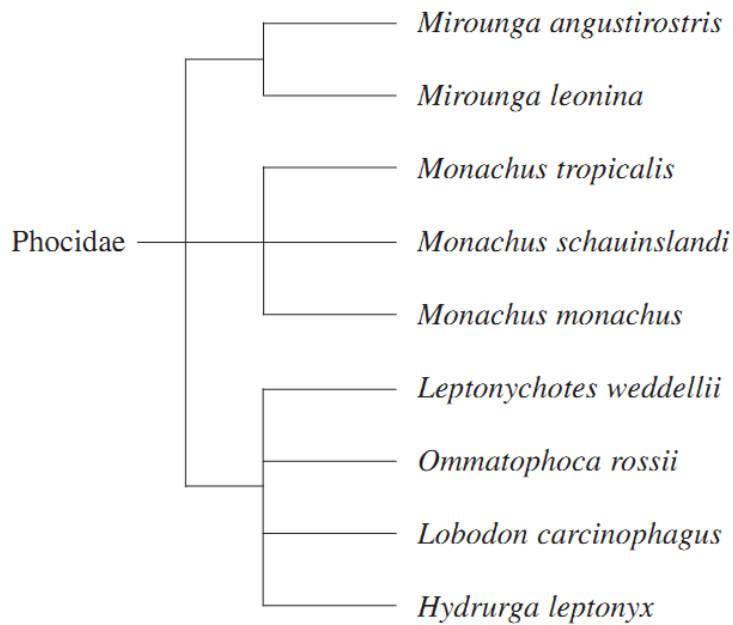 Mirounga angustirostris
Mirounga leonina
Monachus tropicalis
Phocidae
Monachus schauinslandi
Monachus monachus
Leptonychotes weddellii
Ommatophoca rossii
Lobodon carcinophagus
Hydrurga leptonyx